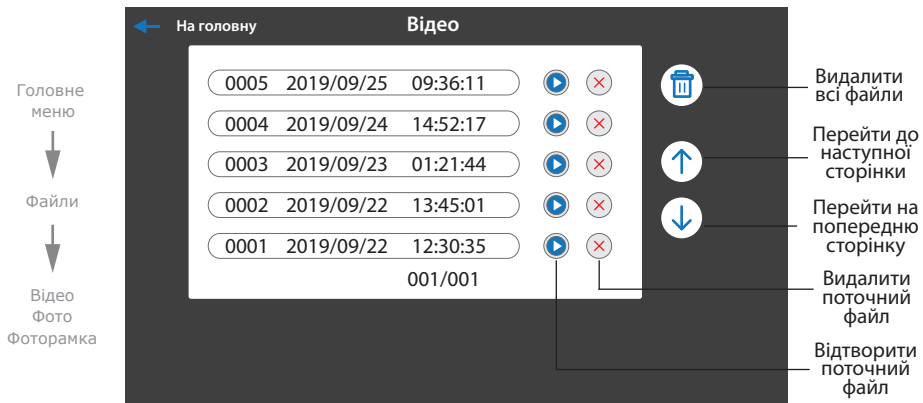 На головну
Відео
Головне
меню
Файли
Відео
Фото
Фоторамка
0005 2019/09/25 09:36:11
0004 2019/09/24 14:52:17
0003 2019/09/23 01:21:44
0002 2019/09/22 13:45:01
0001 2019/09/22 12:30:35
001/001
Видалити
всі файли
Перейти до
наступної
сторінки
Перейти на
попередню
сторінку
Видалити
поточний
файл
Відтворити
поточний
файл